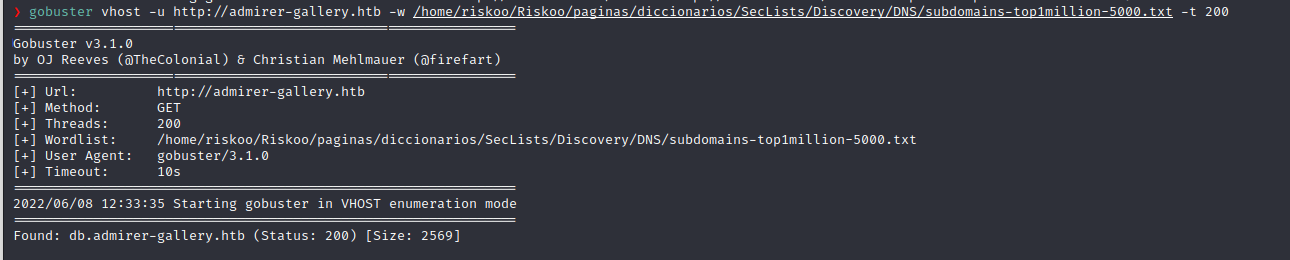 ❯ gobuster vhost -u http://admirer-gallery.htb -w /home/riskoo/Riskoo/paginas/diccionarios/SecLists/Discovery/DNS/subdomains-top1million-5000.txt -t 200
===============================================================
Gobuster v3.1.0
by OJ Reeves (@TheColonial) & Christian Mehlmauer (@firefart)
===============================================================
[+] Url: http://admirer-gallery.htb
[+] Method: GET
[+] Threads: 200
[+] Wordlist: /home/riskoo/Riskoo/paginas/diccionarios/SecLists/Discovery/DNS/subdomains-top1million-5000.txt
[+] User Agent: gobuster/3.1.0
[+] Timeout: 10s
===============================================================
2022/06/08 12:33:35 Starting gobuster in VHOST enumeration mode
===============================================================
Found: db.admirer-gallery.htb (Status: 200) [Size: 2569]